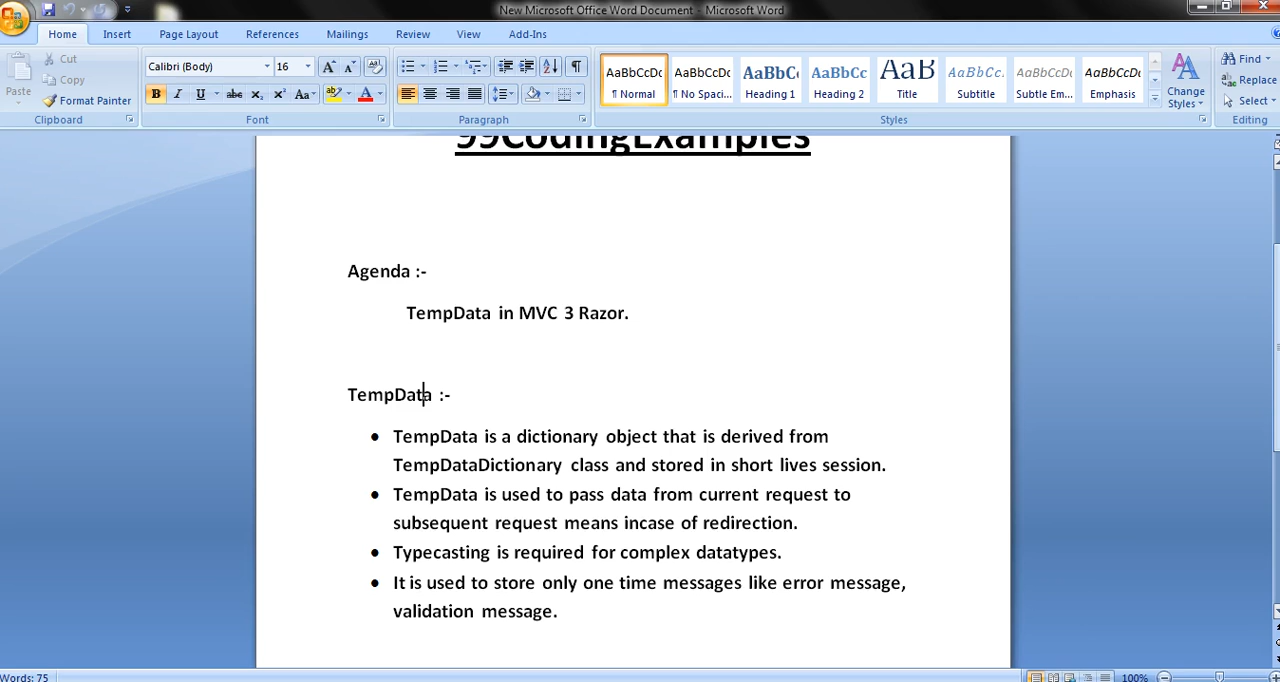 New Microsoft Office Word Document - Microsoft Word
Home Insert Page Layout References Mailings Review View Add-Ins
Paste
Cut
Copy
Format Painter
Clipboard
Calibri (Body) 16
Font
Paragraph
AaBbCcDc AaBbCcDc AaBbC AaBbCc AaB AaBbCc. AaBbCcDc AaBbCcDc
¶ Normal ¶ No Spaci... Heading 1 Heading 2 Title Subtitle Subtle Em... Emphasis
Styles
Change
Styles
Find
Replace
Select
Editing
99CodingExamples
Agenda :-
TempData in MVC 3 Razor.
TempData :-
• TempData is a dictionary object that is derived from
TempDataDictionary class and stored in short lives session.
• TempData is used to pass data from current request to
subsequent request means incase of redirection.
• Typecasting is required for complex datatypes.
• It is used to store only one time messages like error message,
validation message.
Words: 75
100%